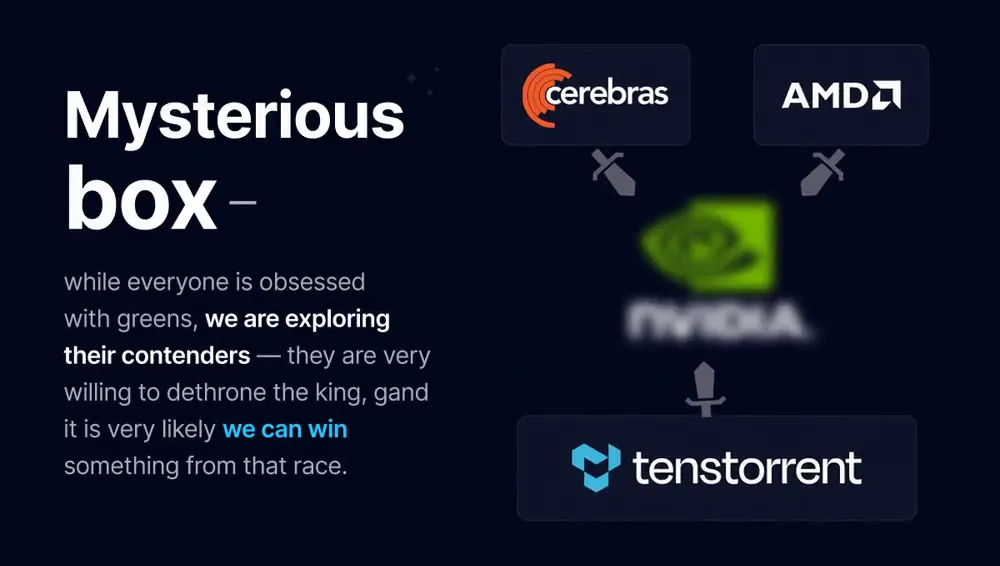 Mysterious
box –
while everyone is obsessed
with greens, we are exploring
their contenders — they are very
willing to dethrone the king, gand
it is very likely we can win
something from that race.
cerebras
AMD
NVIDIA.
tenstorrent